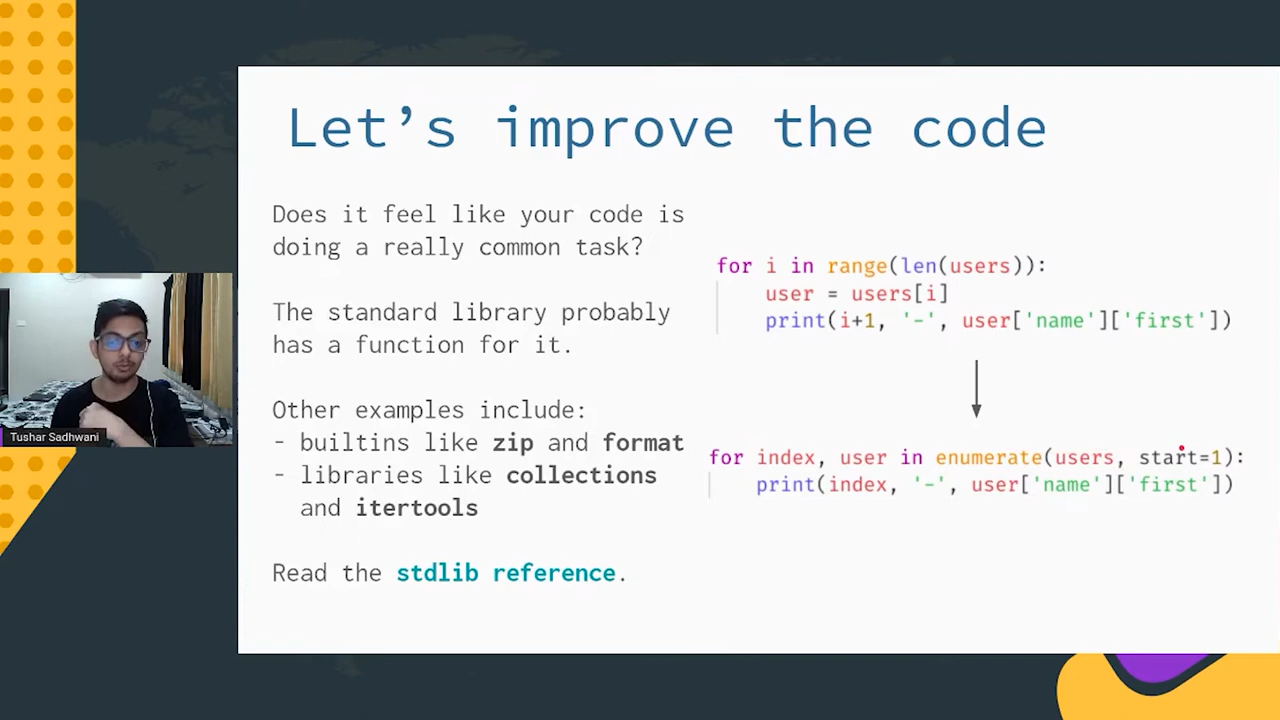 Let’s improve the code
Does it feel like your code is
doing a really common task?
The standard library probably
has a function for it.
Other examples include:
- builtins like zip and format
- libraries like collections
and itertools
Read the stdlib reference.
for i in range(len(users)):
user = users[i]
print(i+1, '-', user['name']['first'])
for index, user in enumerate(users, start=1):
print(index, '-', user['name']['first'])
Tushar Sadhwani